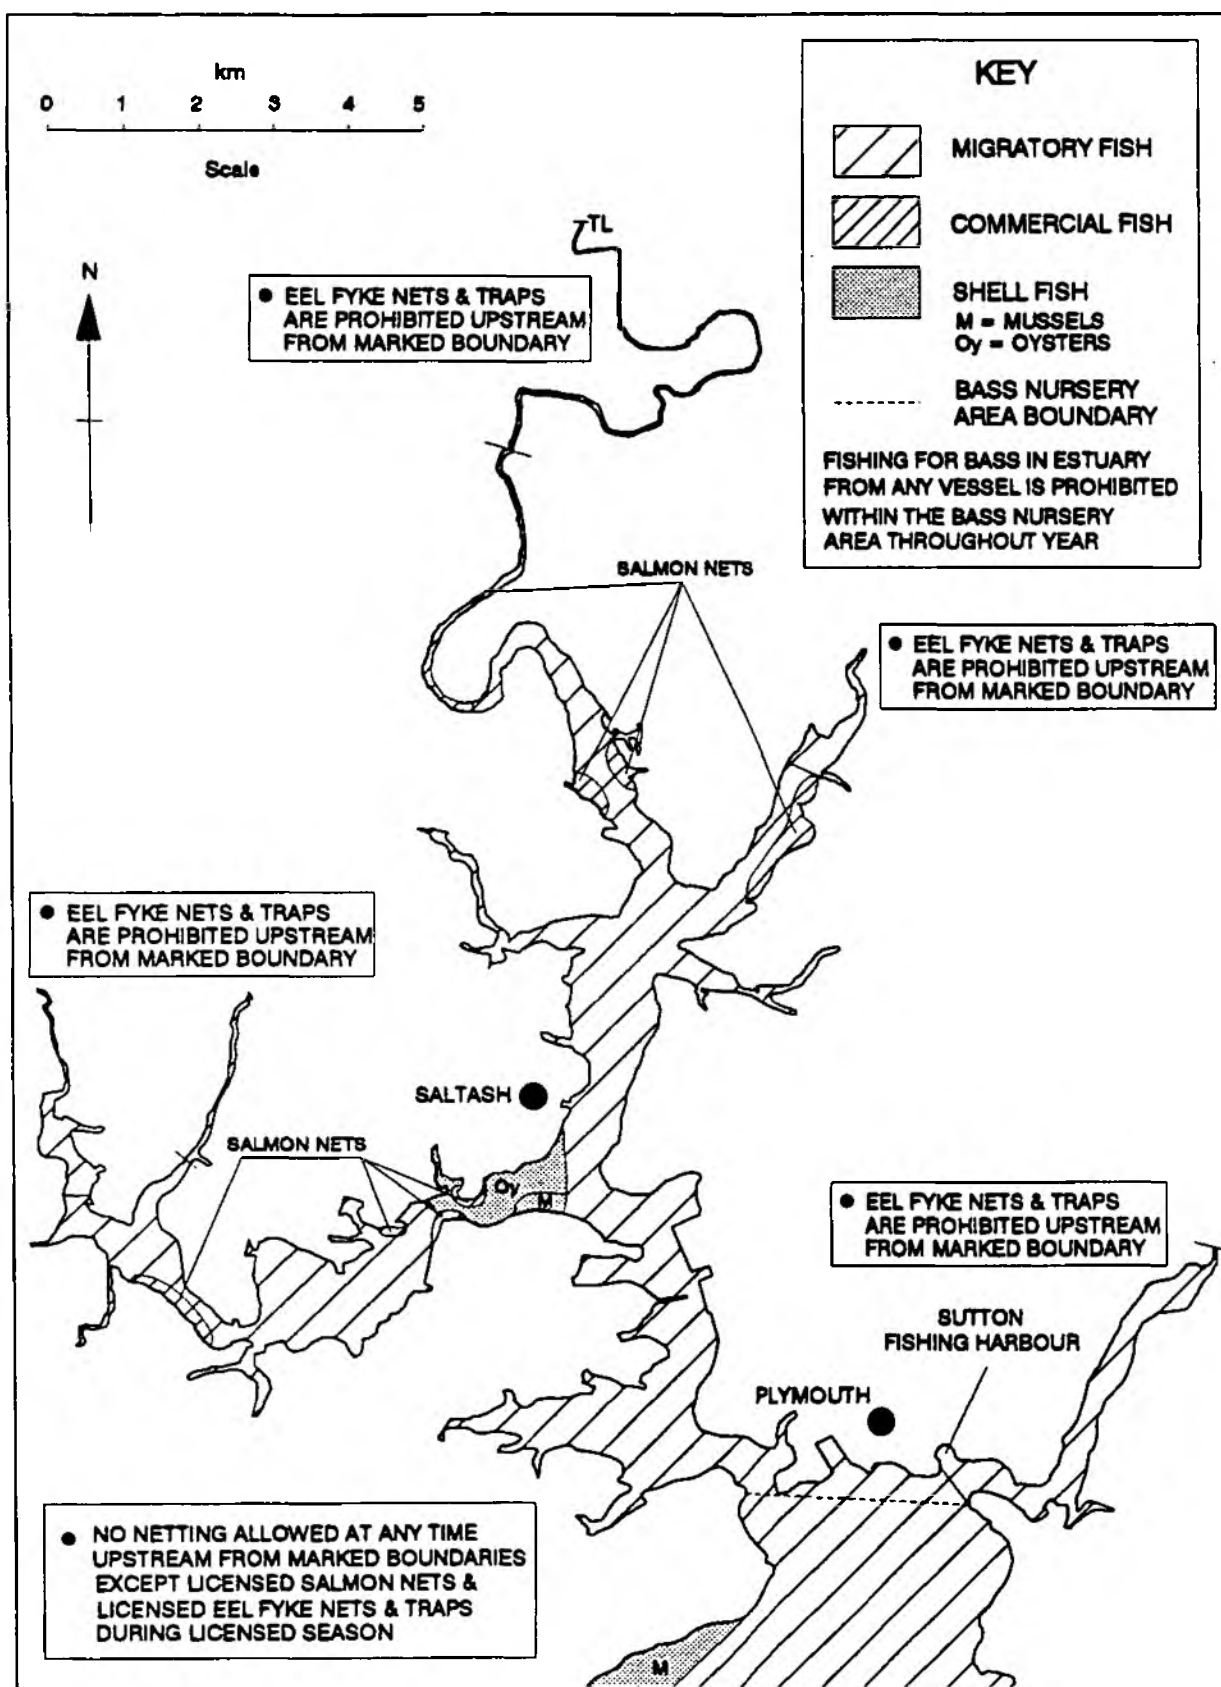 km
0 1 2 3 4 5
Scale
N
KEY
MIGRATORY FISH
COMMERCIAL FISH
SHELL FISH
M = MUSSELS
Oy = OYSTERS
BASS NURSERY
AREA BOUNDARY
FISHING FOR BASS IN ESTUARY
FROM ANY VESSEL IS PROHIBITED
WITHIN THE BASS NURSERY
AREA THROUGHOUT YEAR
TL
● EEL FYKE NETS & TRAPS
ARE PROHIBITED UPSTREAM
FROM MARKED BOUNDARY
SALMON NETS
● EEL FYKE NETS & TRAPS
ARE PROHIBITED UPSTREAM
FROM MARKED BOUNDARY
● EEL FYKE NETS & TRAPS
ARE PROHIBITED UPSTREAM
FROM MARKED BOUNDARY
SALTASH
SALMON NETS
Oy
M
● EEL FYKE NETS & TRAPS
ARE PROHIBITED UPSTREAM
FROM MARKED BOUNDARY
SUTTON
FISHING HARBOUR
PLYMOUTH
● NO NETTING ALLOWED AT ANY TIME
UPSTREAM FROM MARKED BOUNDARIES
EXCEPT LICENSED SALMON NETS &
LICENSED EEL FYKE NETS & TRAPS
DURING LICENSED SEASON
M